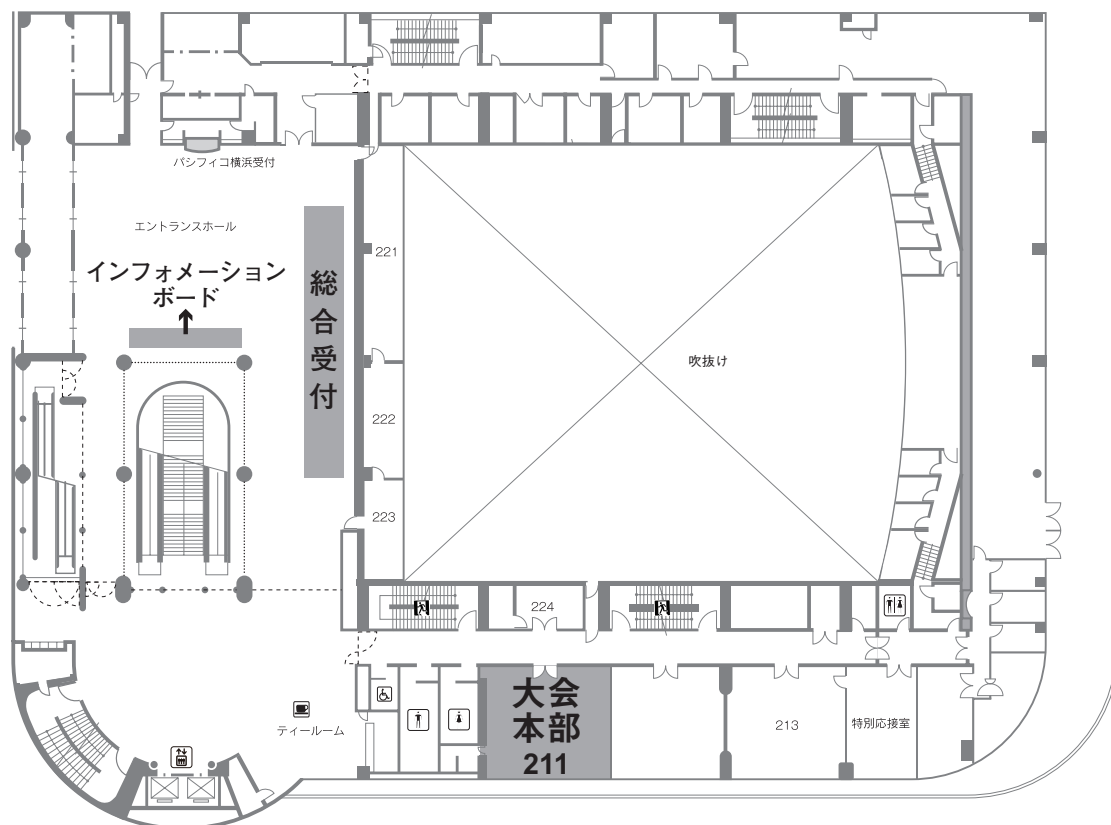 パシフィコ横浜受付
エントランスホール
インフォメーション
ボード
総合受付
221
吹抜け
222
223
224
ティールーム
大会
本部
211
213
特別応接室